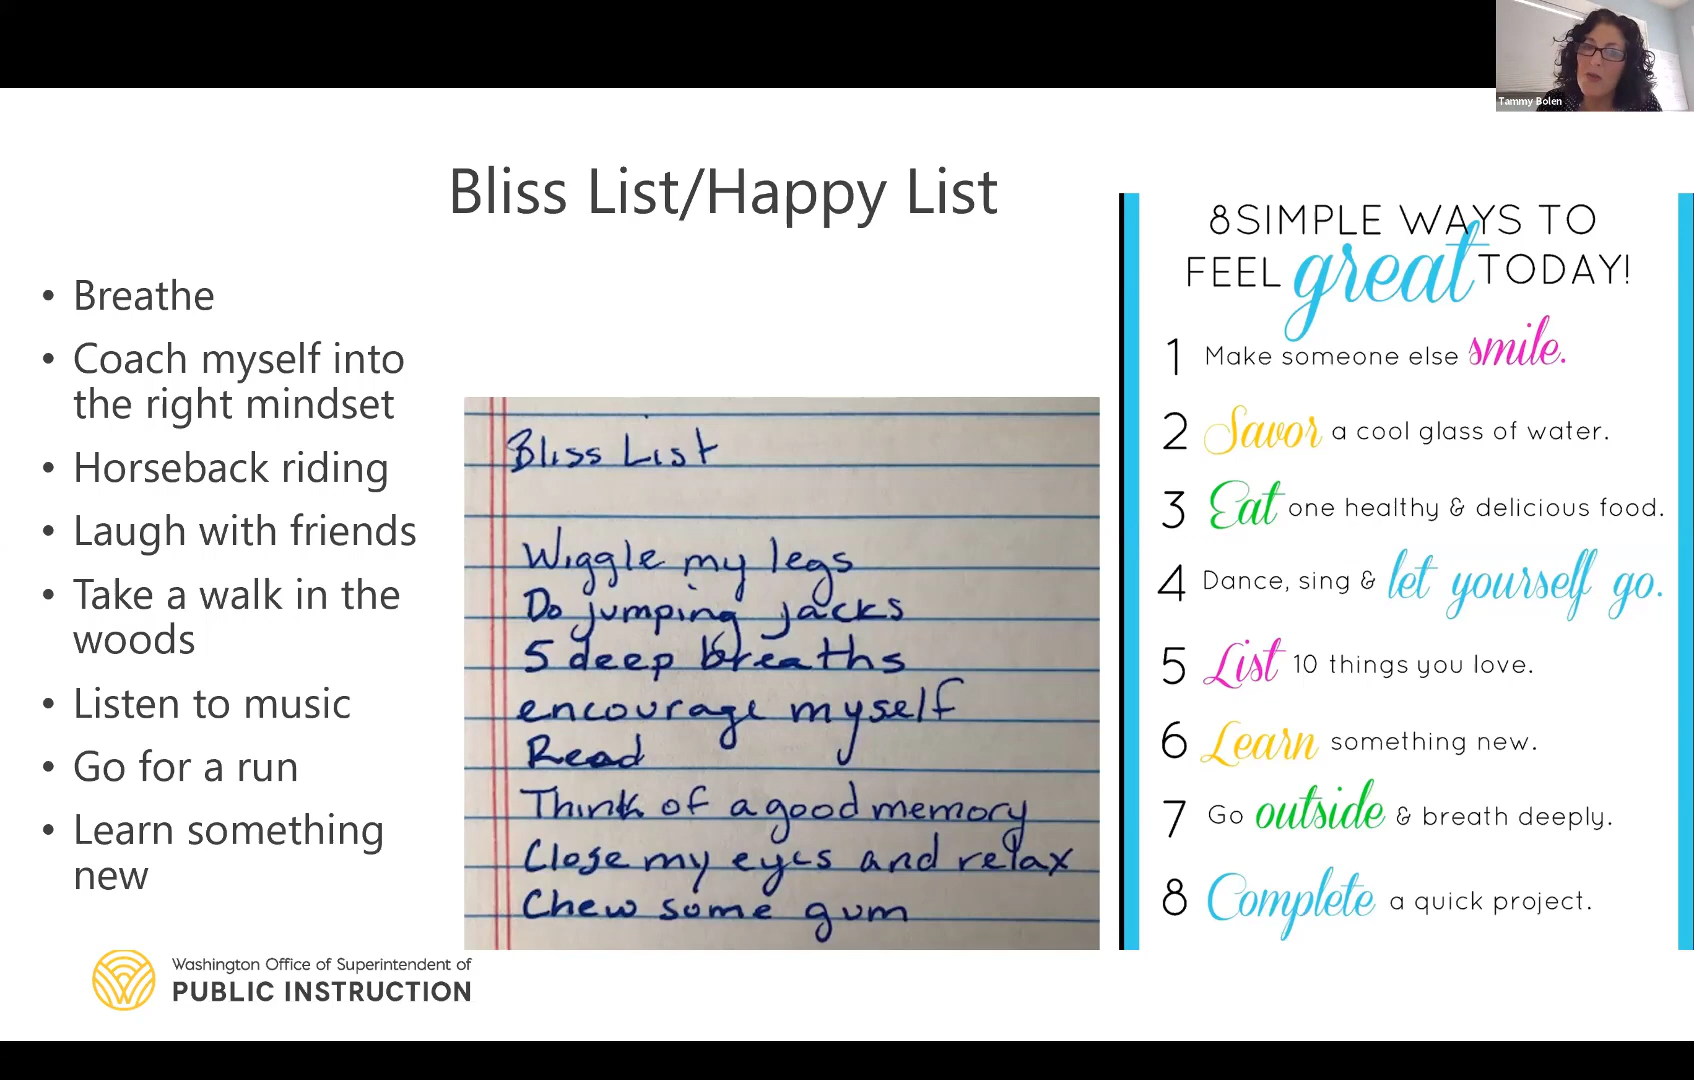 Tammy Bolen
Bliss List/Happy List
• Breathe
• Coach myself into
the right mindset
• Horseback riding
• Laugh with friends
• Take a walk in the
woods
• Listen to music
• Go for a run
• Learn something
new
Bliss List
Wiggle my legs
Do jumping jacks
5 deep breaths
encourage myself
Read
Think of a good memory
Close my eyes and relax
Chew some gum
8 SIMPLE WAYS TO
FEEL great TODAY!
1 Make someone else smile.
2 Savor a cool glass of water.
3 Eat one healthy & delicious food.
4 Dance, sing & let yourself go.
5 List 10 things you love.
6 Learn something new.
7 Go outside & breath deeply.
8 Complete a quick project.
Washington Office of Superintendent of
PUBLIC INSTRUCTION